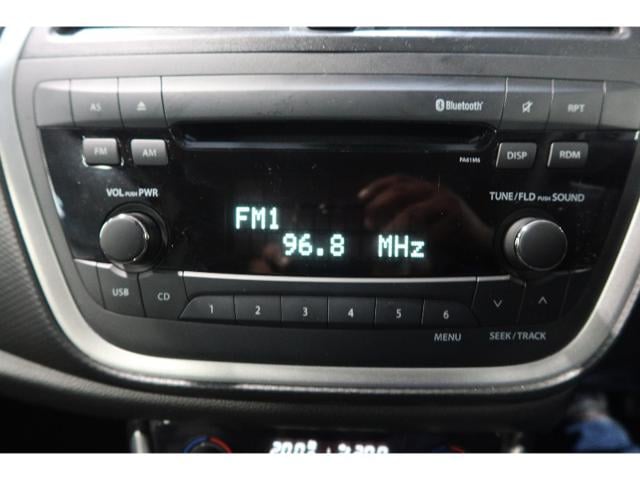 AS
Bluetooth
RPT
FM
AM
PA61M6
DISP
RDM
VOL PUSH PWR
TUNE/FLD PUSH SOUND
FM1
96.8 MHz
USB
CD
1 2 3 4 5 6
MENU
SEEK/TRACK